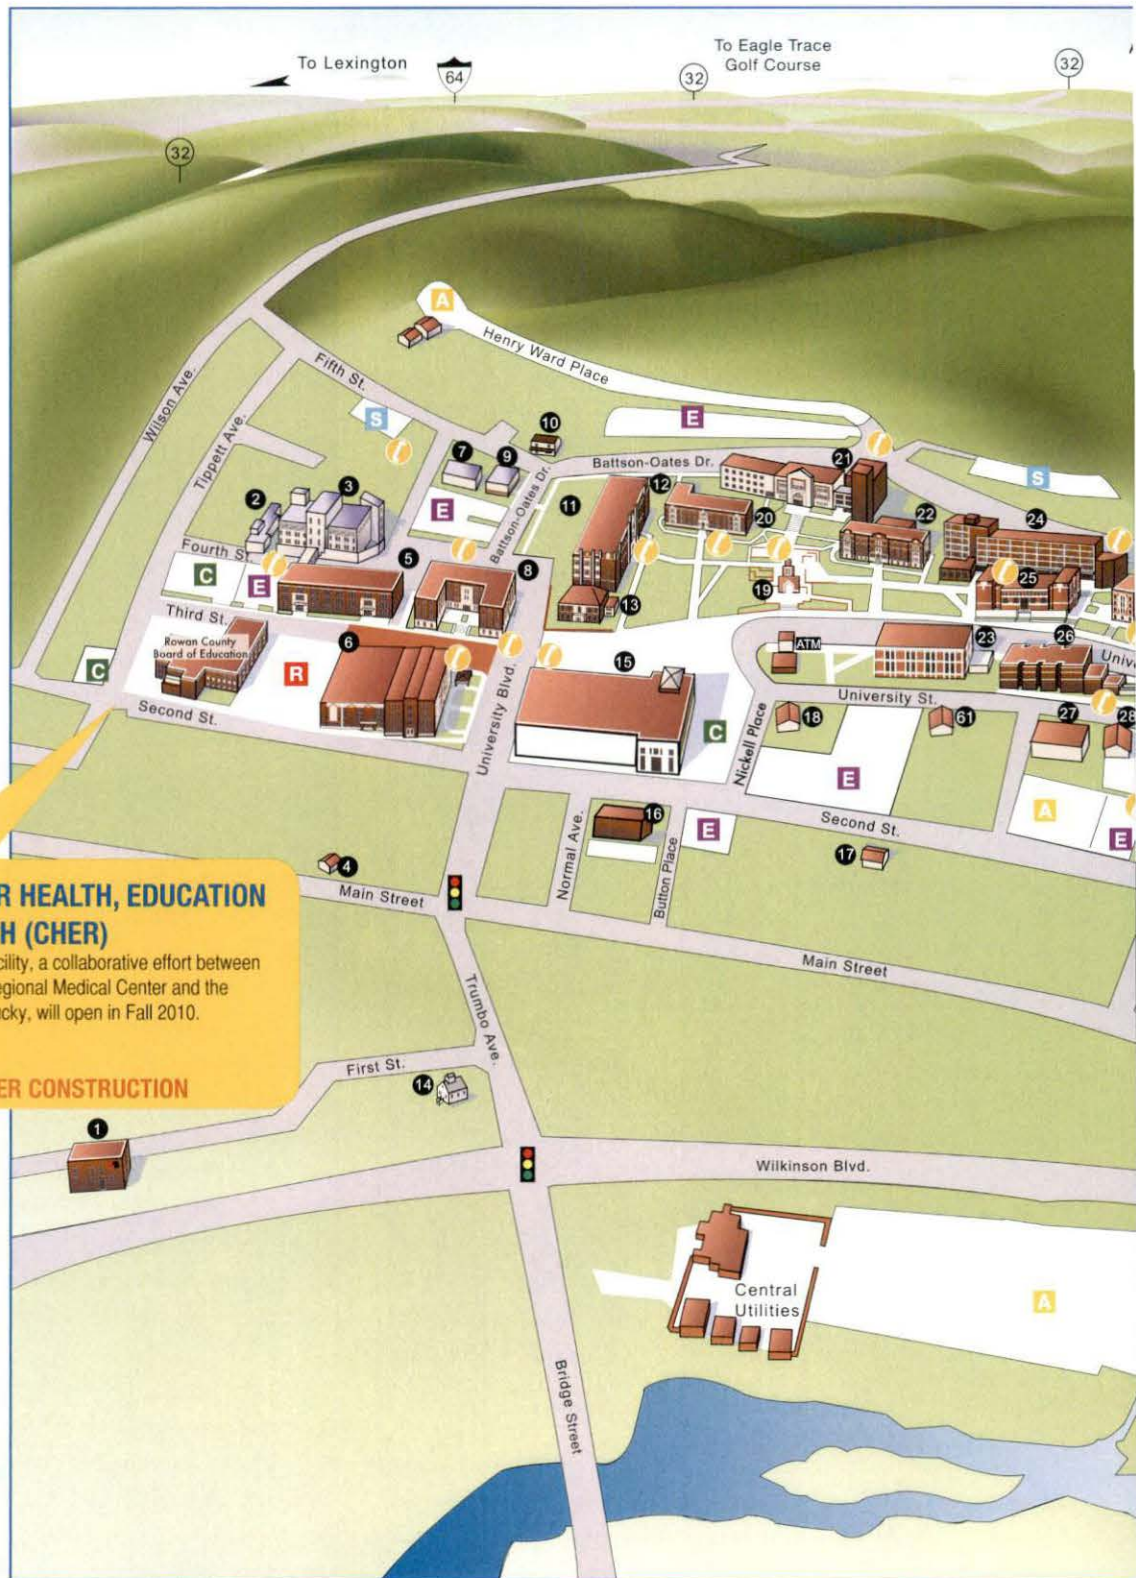 To Lexington
64
To Eagle Trace
Golf Course
32
32
32
A
Henry Ward Place
Fifth St.
Wilson Ave.
Tippett Ave.
S
E
10
7
9
Battson-Oates Dr.
Battson-Oates Dr.
21
S
2
3
E
11
12
20
22
24
Fourth St.
C
E
5
8
13
19
25
Third St.
Rowan County
Board of Education
6
R
C
Second St.
University Blvd.
15
C
ATM
23
26
Univer
University St.
Nickell Place
18
61
27
28
E
A
E
Second St.
Normal Ave.
16
Button Place
E
17
4
Main Street
Main Street
R HEALTH, EDUCATION
H (CHER)
cility, a collaborative effort between
egional Medical Center and the
ucky, will open in Fall 2010.
ER CONSTRUCTION
Trumbo Ave.
First St.
14
1
Wilkinson Blvd.
Central
Utilities
A
Bridge Street